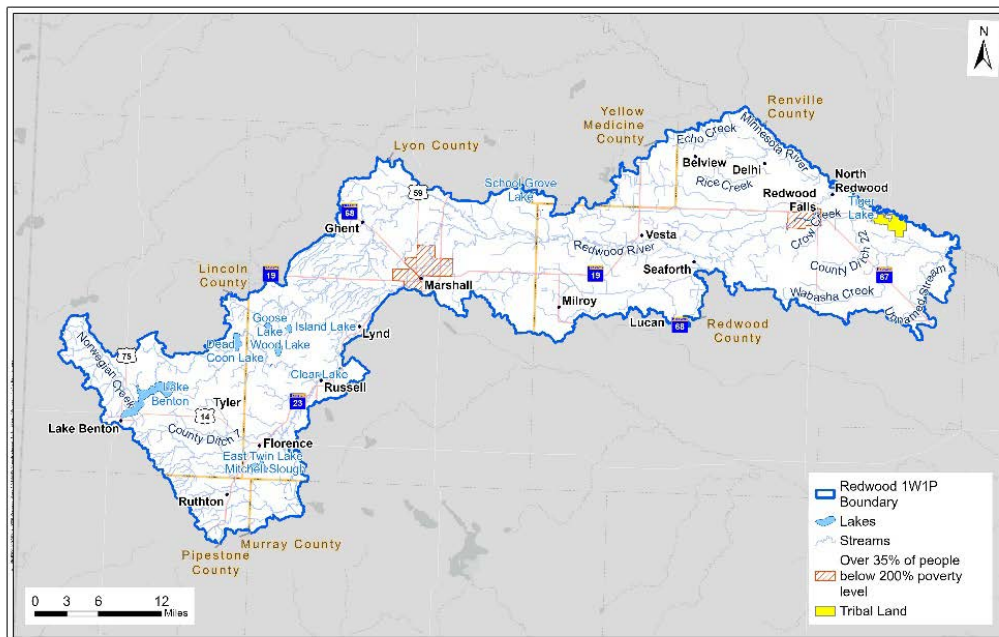 N
Renville
County
Yellow
Medicine
County
Echo Creek
Minnesota River
Lyon County
Belview
Delhi
59
School Grove
Lake
Rice Creek
North
Redwood
Redwood
Falls
Tiger
Lake
68
Ghent
Crow Creek
Vesta
Redwood River
County Ditch 22
Lincoln
County
19
Marshall
19
Seaforth
67
Milroy
Wabasha Creek
Unnamed Stream
Lucan
68
Redwood
County
Goose
Lake
Island Lake
Lynd
Dead
Coon Lake
Wood Lake
Norwegian Creek
75
Clear Lake
Russell
Lake
Benton
Tyler
23
14
Lake Benton
County Ditch 7
Florence
East Twin Lake
Mitchell Slough
Ruthton
Murray County
Pipestone
County
Redwood 1W1P
Boundary
Lakes
Streams
Over 35% of people
below 200% poverty
level
Tribal Land
0 3 6 12
Miles